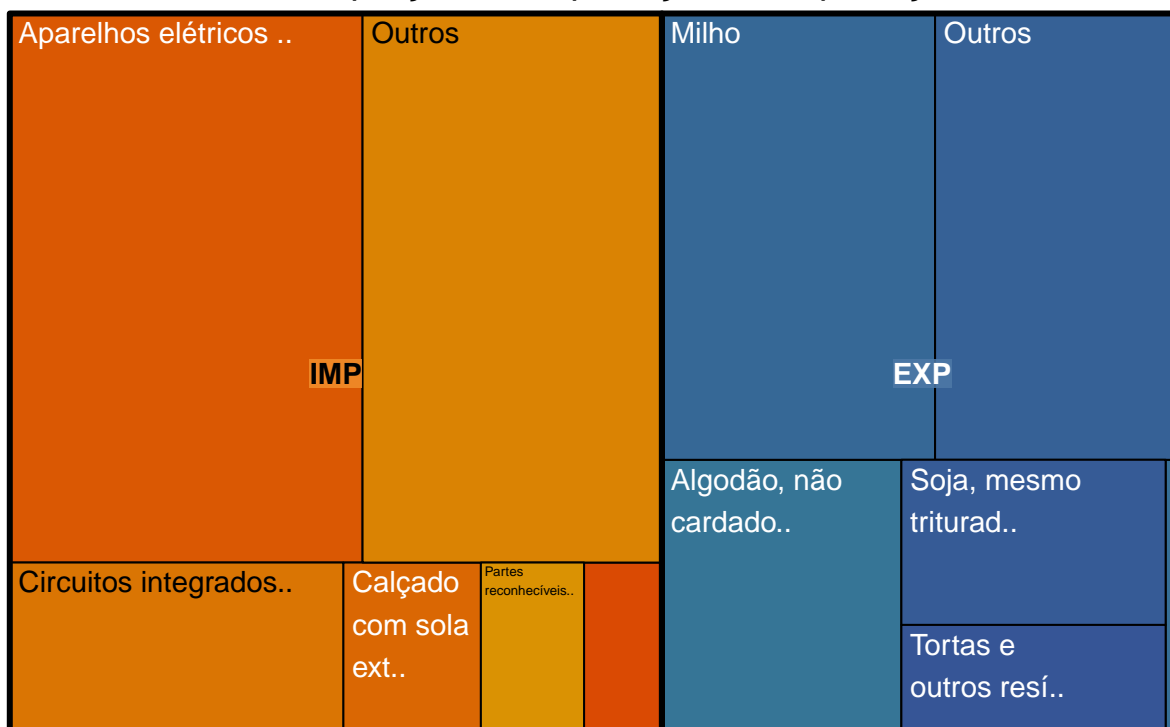 Aparelhos elétricos ..
Outros
Milho
Outros
IMP
EXP
Algodão, não
cardado..
Soja, mesmo
triturad..
Circuitos integrados..
Calçado
com sola
ext..
Partes
reconhecíveis..
Tortas e
outros resí..